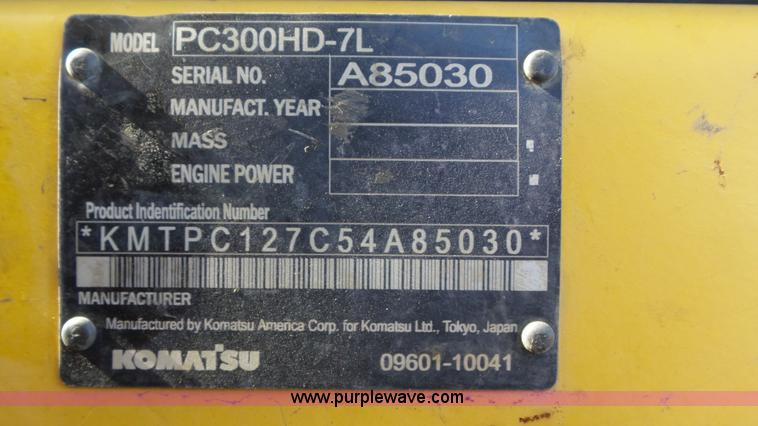 MODEL PC300HD-7L
SERIAL NO. A85030
MANUFACT. YEAR
MASS
ENGINE POWER
Product Indentification Number
*KMTPC127C54A85030*
MANUFACTURER
Manufactured by Komatsu America Corp. for Komatsu Ltd., Tokyo, Japan
KOMATSU 09601-10041
www.purplewave.com